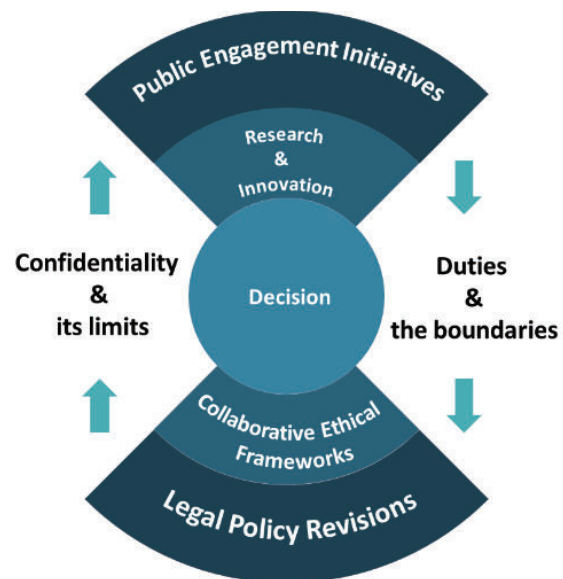 Public Engagement Initiatives
Research
&
Innovation
Confidentiality
&
its limits
Decision
Duties
&
the boundaries
Collaborative Ethical
Frameworks
Legal Policy Revisions